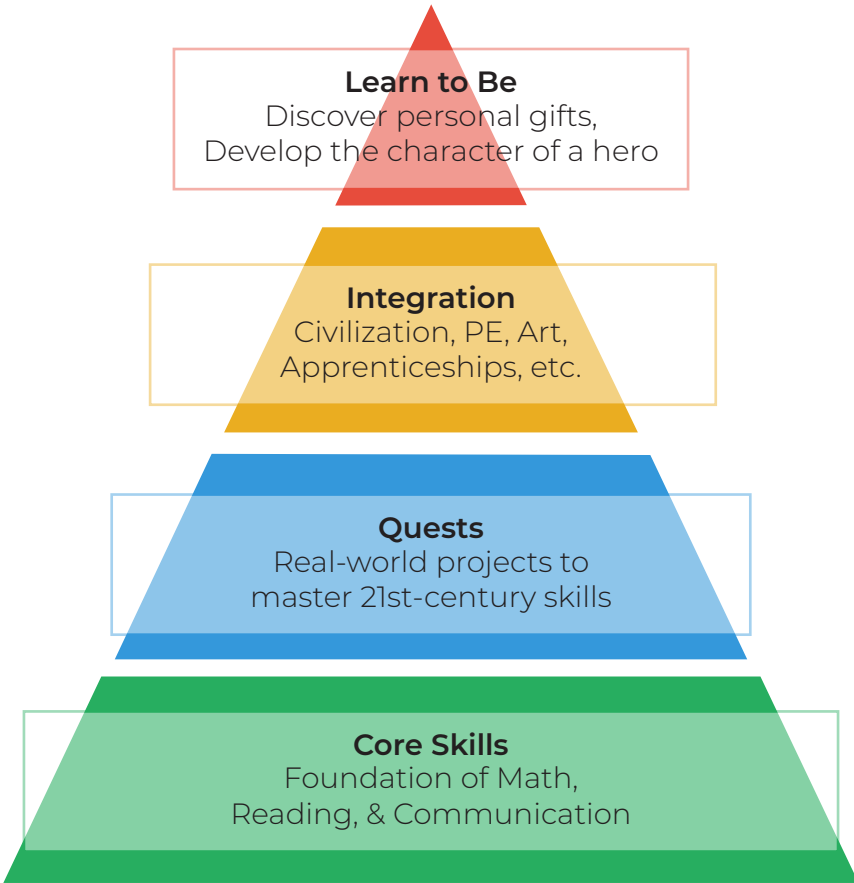 Learn to Be
Discover personal gifts,
Develop the character of a hero
Integration
Civilization, PE, Art,
Apprenticeships, etc.
Quests
Real-world projects to
master 21st-century skills
Core Skills
Foundation of Math,
Reading, & Communication